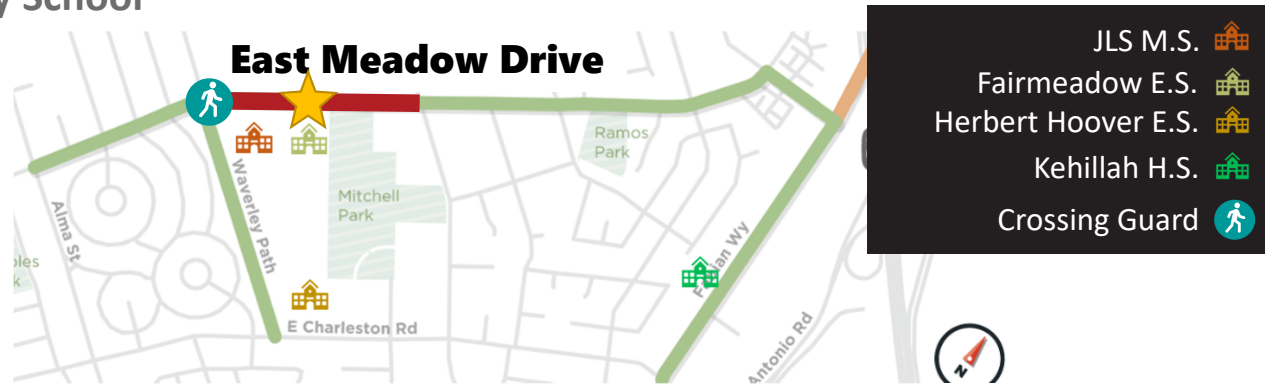 y School
East Meadow Drive
JLS M.S.
Fairmeadow E.S.
Herbert Hoover E.S.
Kehillah H.S.
Crossing Guard
Ramos
Park
Mitchell
Park
Waverley Path
Alma St
E Charleston Rd
Wy
Antonio Rd
N